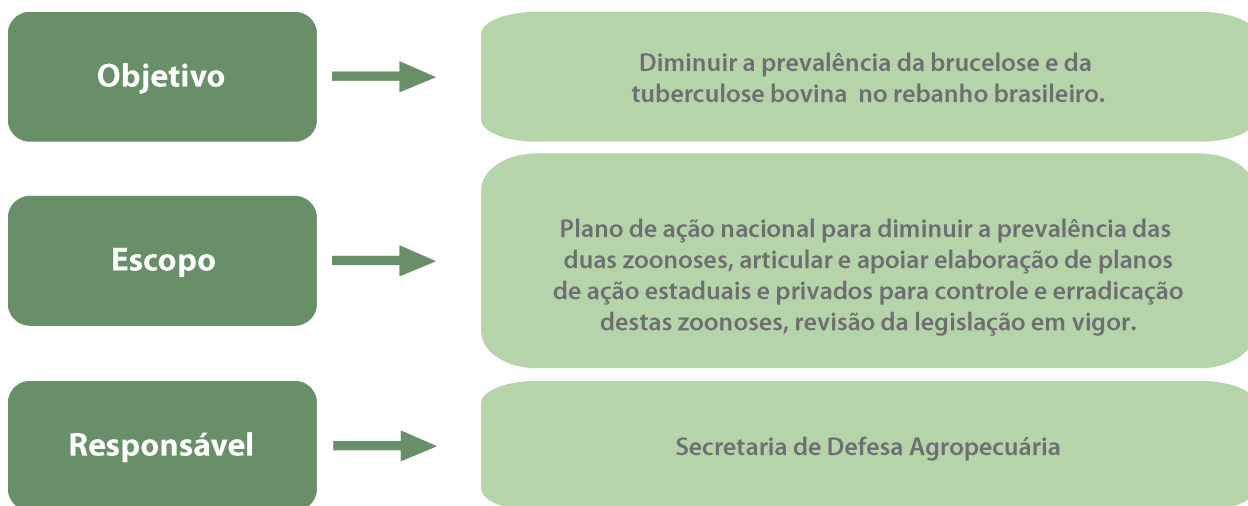 Objetivo
Diminuir a prevalência da brucelose e da
tuberculose bovina no rebanho brasileiro.
Escopo
Plano de ação nacional para diminuir a prevalência das
duas zoonoses, articular e apoiar elaboração de planos
de ação estaduais e privados para controle e erradicação
destas zoonoses, revisão da legislação em vigor.
Responsável
Secretaria de Defesa Agropecuária